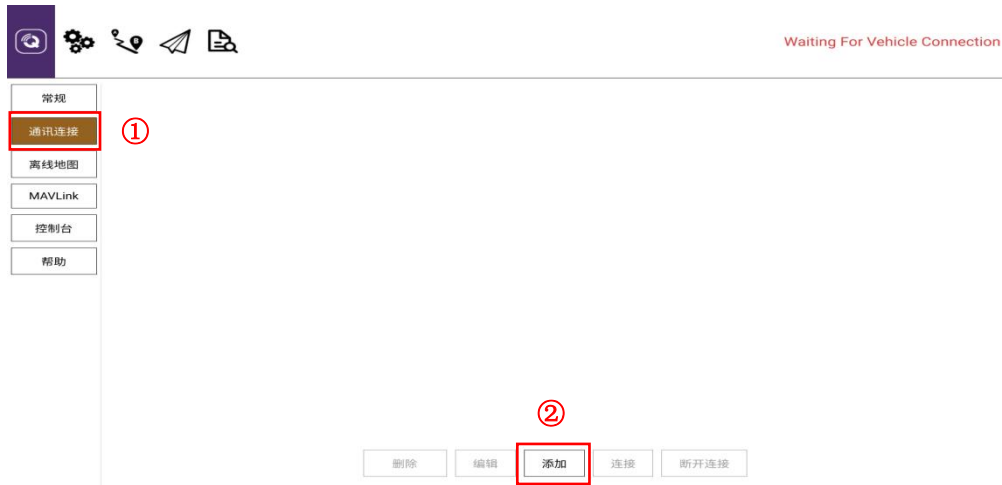 Waiting For Vehicle Connection
常规
通讯连接
①
离线地图
MAVLink
控制台
帮助
②
删除 编辑 添加 连接 断开连接